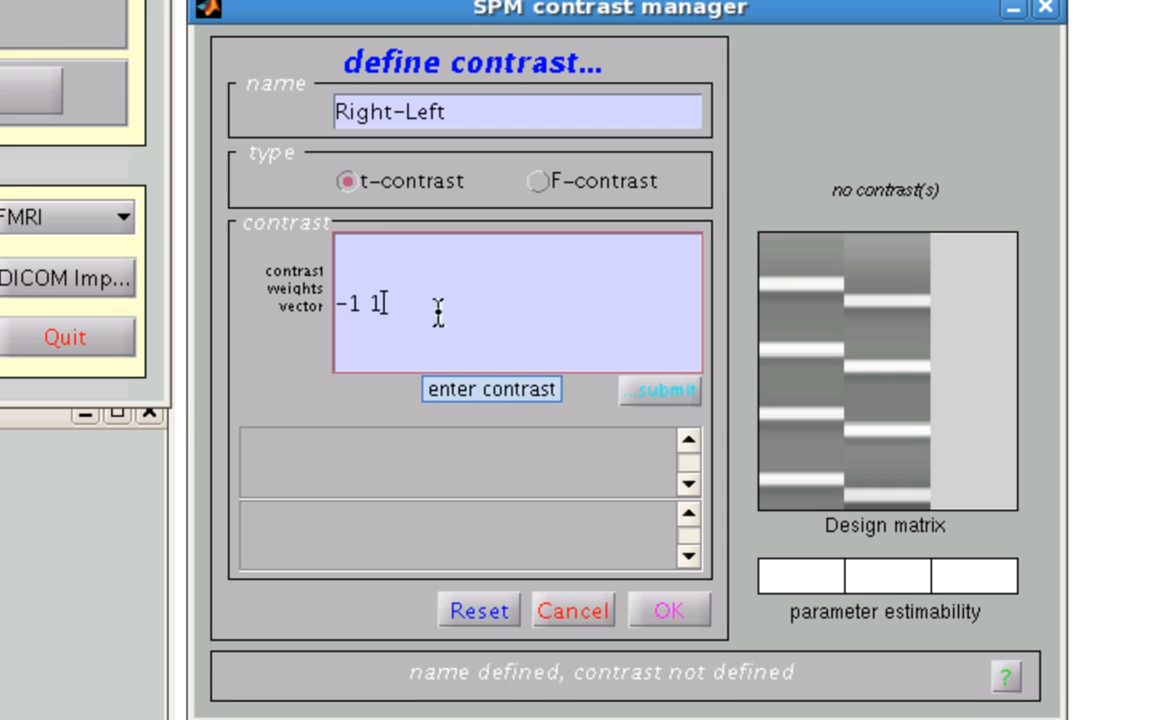 SPM contrast manager
define contrast...
name
Right-Left
type
t-contrast F-contrast
no contrast(s)
contrast
contrast
weights
vector
-1 1
enter contrast
...submit
FMRI
DICOM Imp...
Quit
Design matrix
parameter estimability
Reset Cancel OK
name defined, contrast not defined
?